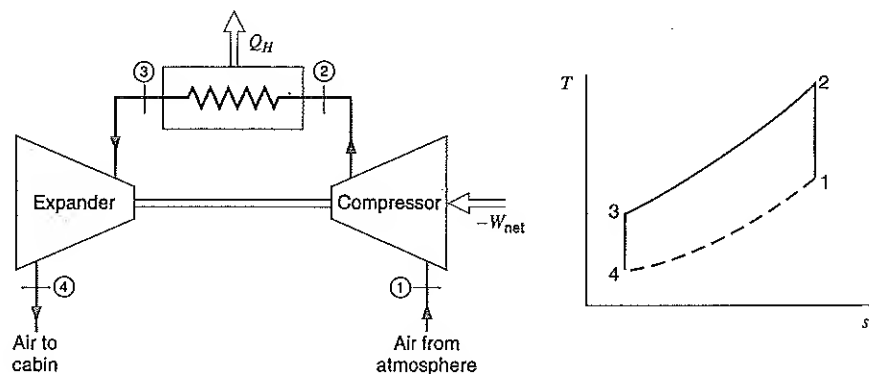 Q_H
③
②
T
2
Expander
Compressor
1
−W_net
3
4
④
①
Air to
cabin
Air from
atmosphere
s